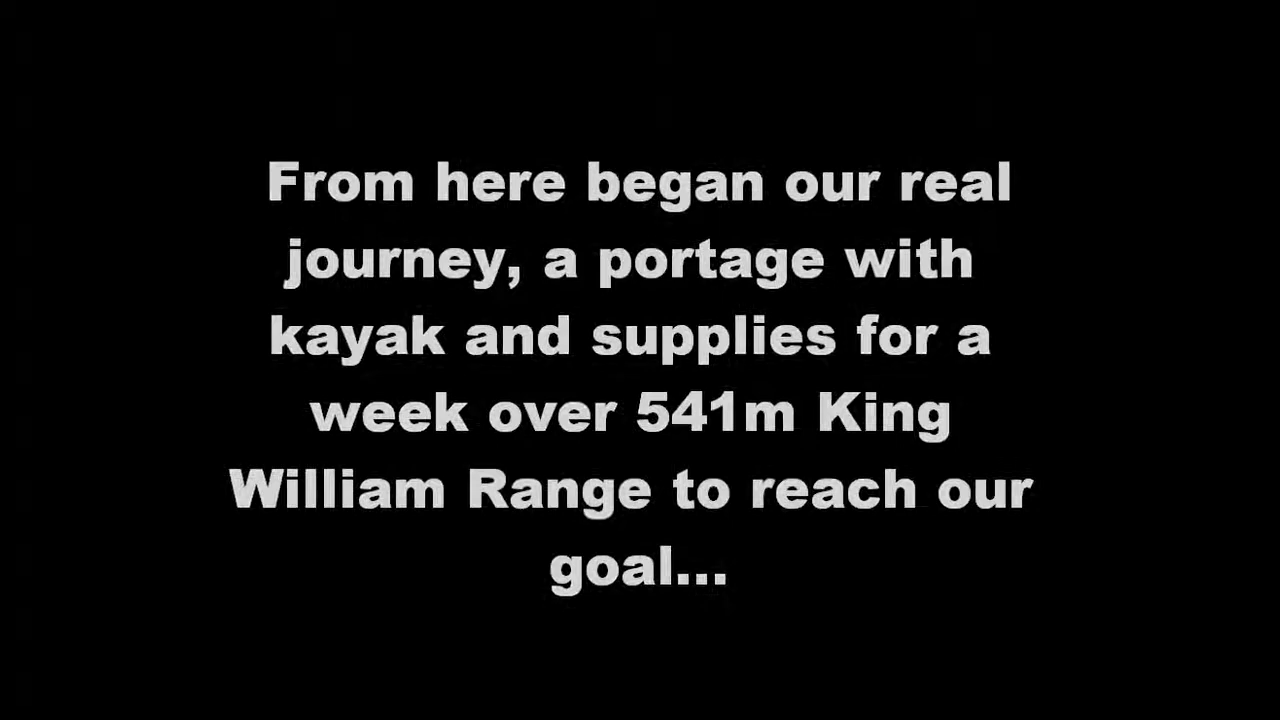 From here began our real
journey, a portage with
kayak and supplies for a
week over 541m King
William Range to reach our
goal...